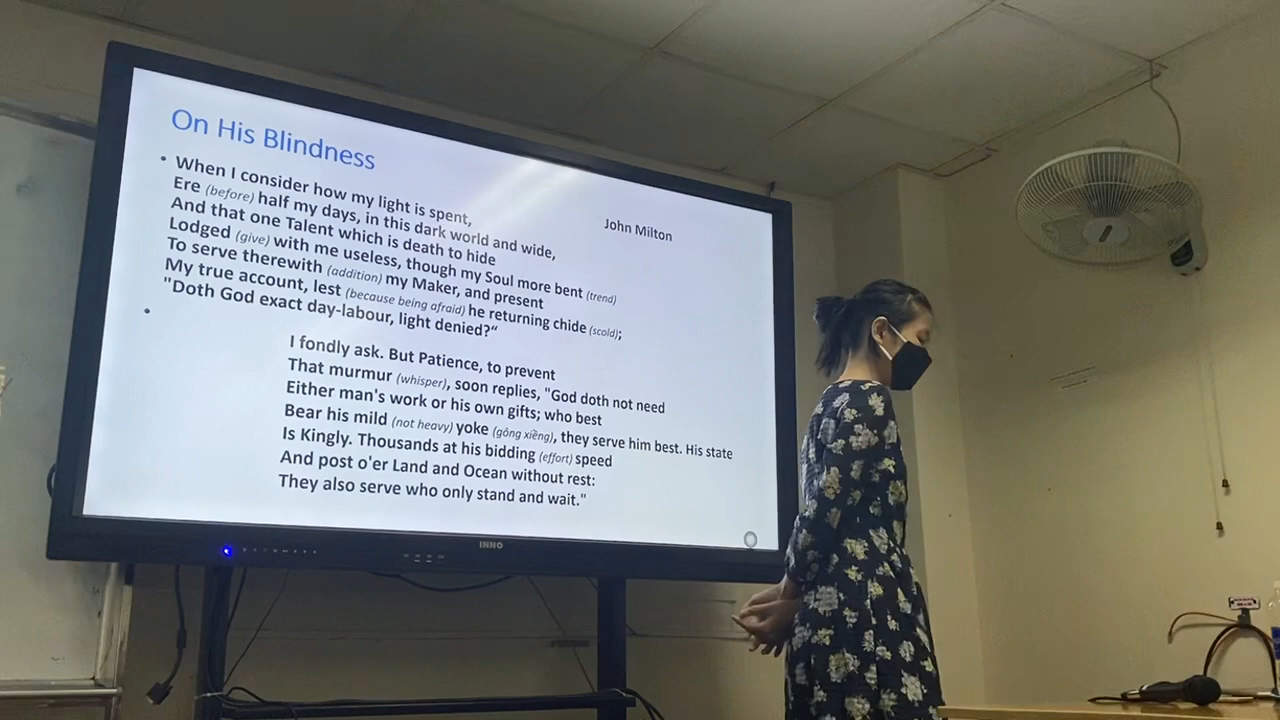 On His Blindness
• When I consider how my light is spent,
Ere (before) half my days, in this dark world and wide,
And that one Talent which is death to hide
Lodged (give) with me useless, though my Soul more bent (trend)
To serve therewith (addition) my Maker, and present
My true account, lest (because being afraid) he returning chide (scold);
"Doth God exact day-labour, light denied?“
John Milton
•
I fondly ask. But Patience, to prevent
That murmur (whisper), soon replies, "God doth not need
Either man's work or his own gifts; who best
Bear his mild (not heavy) yoke (gông xiềng), they serve him best. His state
Is Kingly. Thousands at his bidding (effort) speed
And post o'er Land and Ocean without rest:
They also serve who only stand and wait."
INNO